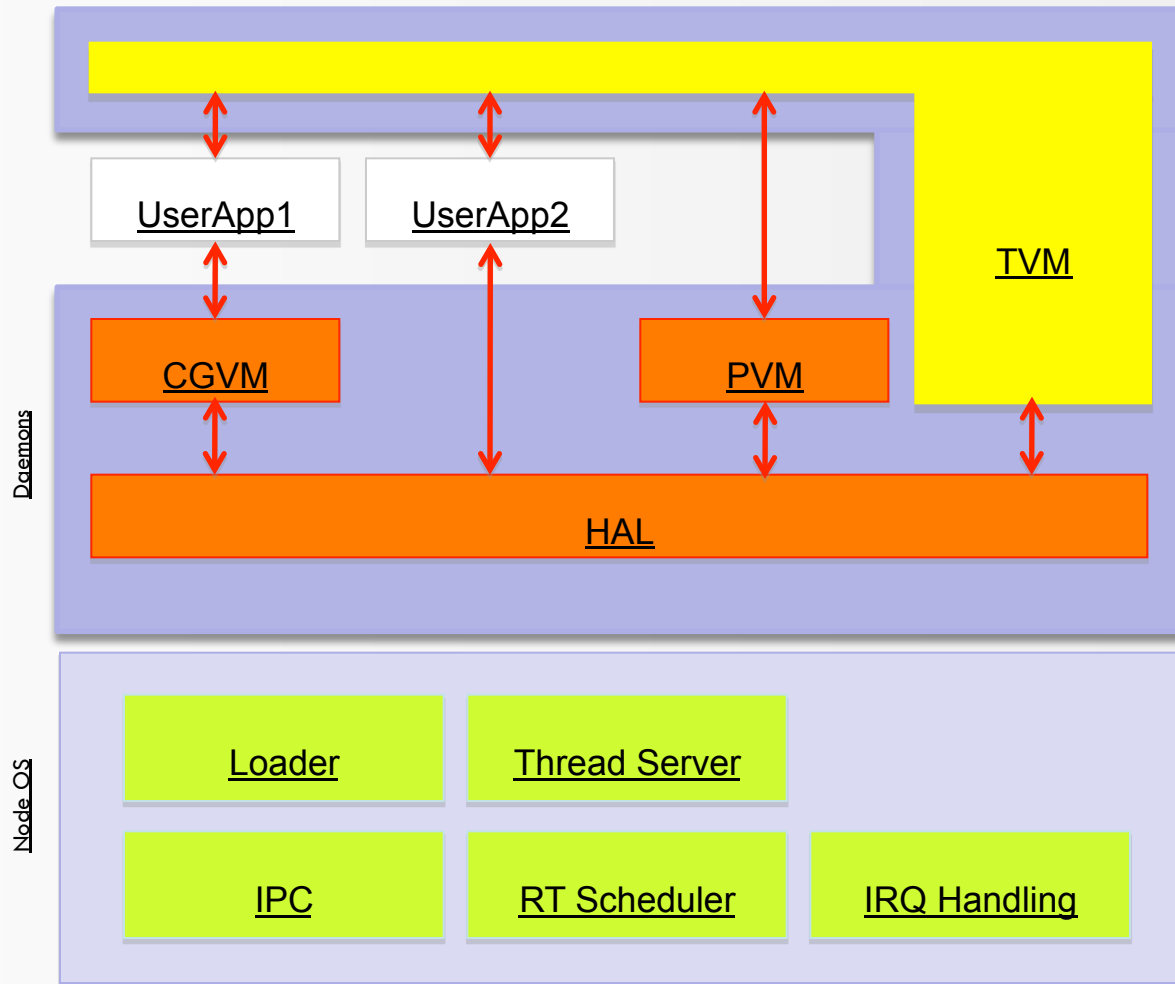 UserApp1
UserApp2
TVM
CGVM
PVM
Daemons
HAL
Loader
Thread Server
Node OS
IPC
RT Scheduler
IRQ Handling